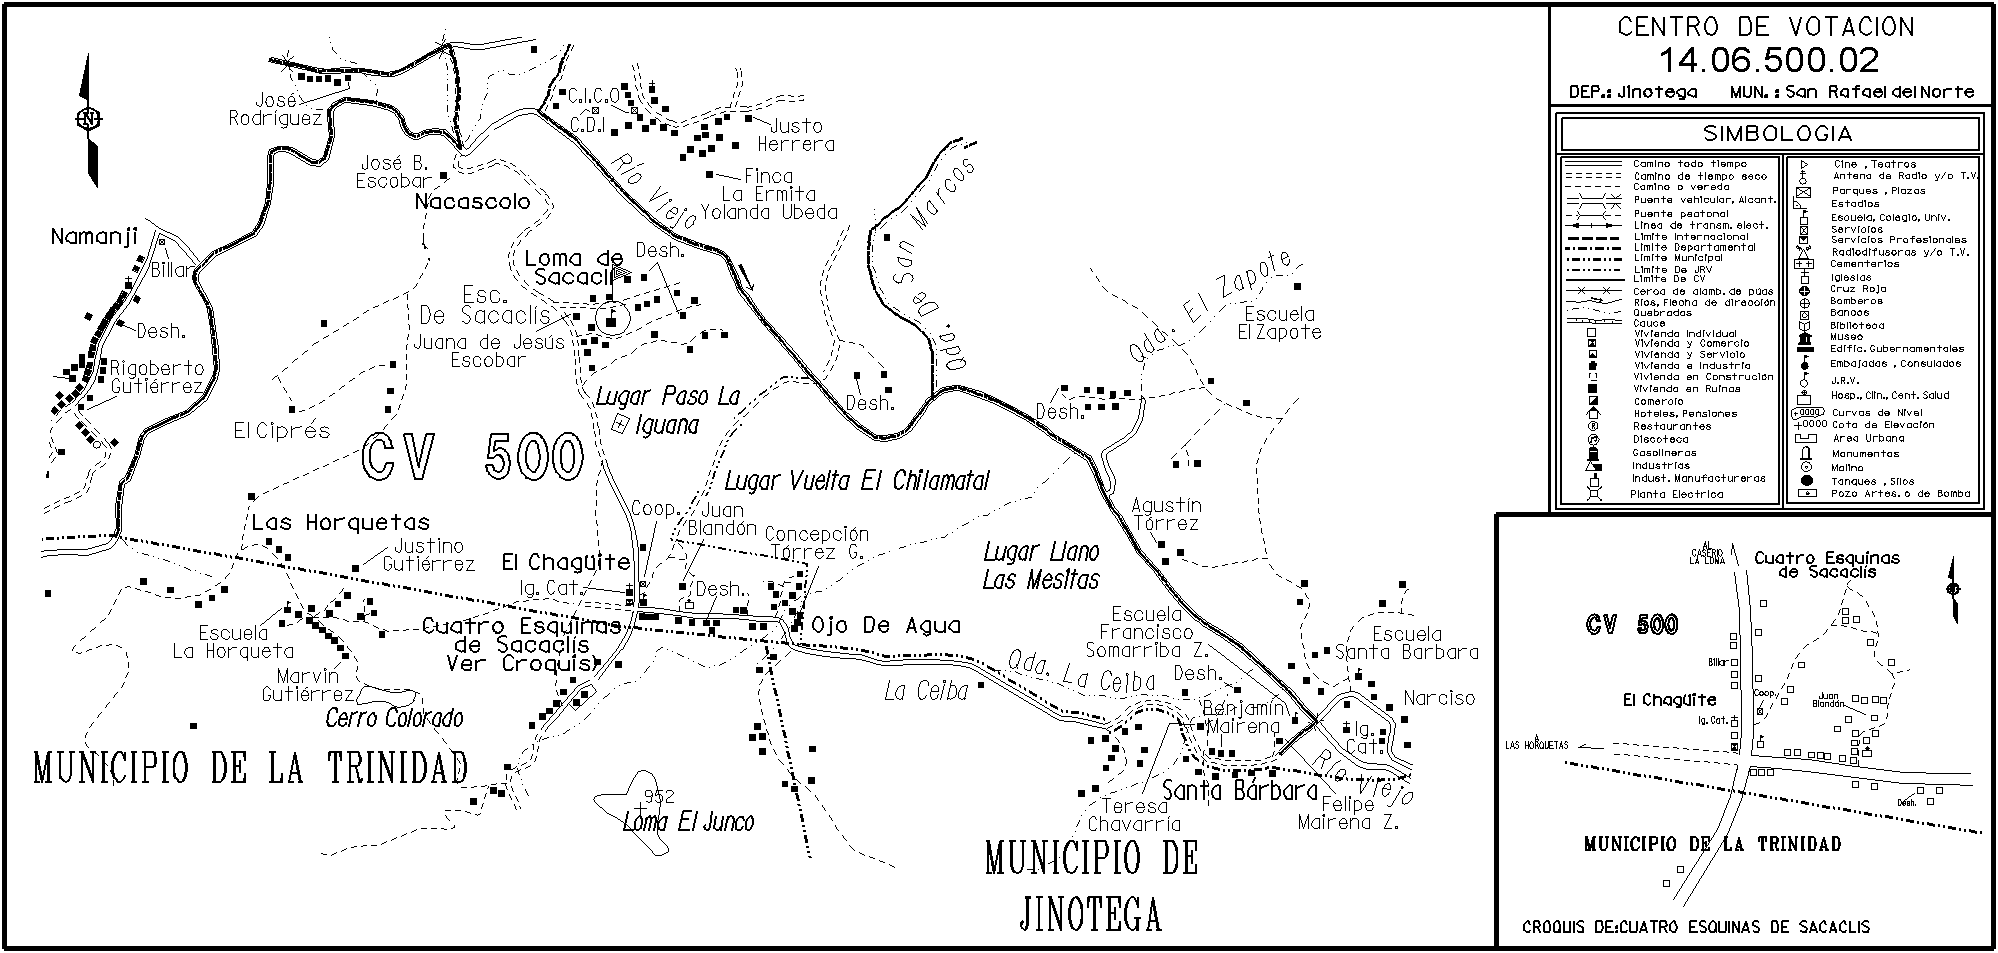 CENTRO DE VOTACION
14.06.500.02
DEP.: Jinotega MUN.: San Rafael del Norte
SIMBOLOGIA
Camino todo tiempo
Camino de tiempo seco
Camino o vereda
Puente vehicular, Alcant.
Puente peatonal
Linea de transm. elect.
Limite Internacional
Limite Departamental
Limite Municipal
Limite De JRV
Limite De CV
Cerca de alamb. de púas
Ríos, Flecha de dirección
Quebradas
Cauce
Vivienda Individual
Vivienda y Comercio
Vivienda y Servicio
Vivienda e Industria
Vivienda en Construción
Vivienda en Ruinas
Comercio
Hoteles, Pensiones
Restaurantes
Discoteca
Gasolineras
Industrias
Indust. Manufactureras
Planta Electrica
Cine , Teatros
Antena de Radio y/o T.V.
Parques , Plazas
Estadios
Escuela, Colegio, Univ.
Servicios
Servicios Profesionales
Radiodifusoras y/o T.V.
Cementerios
Iglesias
Cruz Roja
Bomberos
Bancos
Biblioteca
Museo
Edific. Gubernamentales
Embajadas , Consulados
J.R.V.
Hosp., Clin., Cent. Salud
Curvas de Nivel
Cota de Elevación
Area Urbana
Monumentos
Molino
Tanques , Silos
Pozo Artes. o de Bomba
N
José
Rodríguez
C.I.C.O
C.D.I
Justo
Herrera
José B.
Escobar
Nacascolo
Río Viejo
Finca
La Ermita
Yolanda Ubeda
Qda. De San Marcos
Namanji
Billar
Desh.
Rigoberto
Gutiérrez
Loma de
Sacaclí
Desh.
Esc.
De Sacaclís
Juana de Jesús
Escobar
Qda. El Zapote
Escuela
El Zapote
El Ciprés
CV 500
Lugar Paso La
Iguana
Desh.
Desh.
Lugar Vuelta El Chilamatal
Las Horquetas
Justino
Gutiérrez
Coop.
Juan
Blandón
Concepción
Tórrez G.
Agustín
Tórrez
El Chagüite
Ig. Cat.
Desh.
Lugar Llano
Las Mesitas
Escuela
La Horqueta
Cuatro Esquinas
de Sacaclís
Ver Croquis)
Ojo De Agua
Escuela
Francisco
Somarriba Z.
Escuela
Santa Bárbara
Marvin
Gutiérrez
Cerro Colorado
La Ceiba
Qda. La Ceiba
Desh.
Narciso
Benjamín
Mairena
Ig.
Cat.
MUNICIPIO DE LA TRINIDAD
952
Loma El Junco
Teresa
Chavarría
Santa Bárbara
Felipe
Mairena Z.
Río Viejo
MUNICIPIO DE
JINOTEGA
AL
CASERIO
LA LOMA
Cuatro Esquinas
de Sacaclís
CV 500
Billar
El Chagüite
Coop.
Juan
Blandón
Ig. Cat.
A
LAS HORQUETAS
Desh.
MUNICIPIO DE LA TRINIDAD
CROQUIS DE:CUATRO ESQUINAS DE SACACLIS